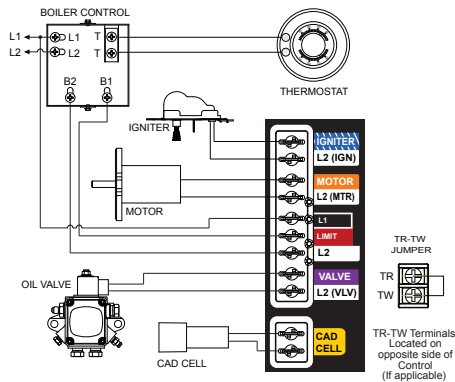 BOILER CONTROL
L1
L1
T
L2
L2
T
B2
B1
THERMOSTAT
IGNITER
IGNITER
L2 (IGN)
MOTOR
MOTOR
L2 (MTR)
L1
LIMIT
L2
OIL VALVE
VALVE
L2 (VLV)
CAD CELL
CAD
CELL
TR-TW
JUMPER
TR
TW
TR-TW Terminals
Located on
opposite side of
Control
(If applicable)